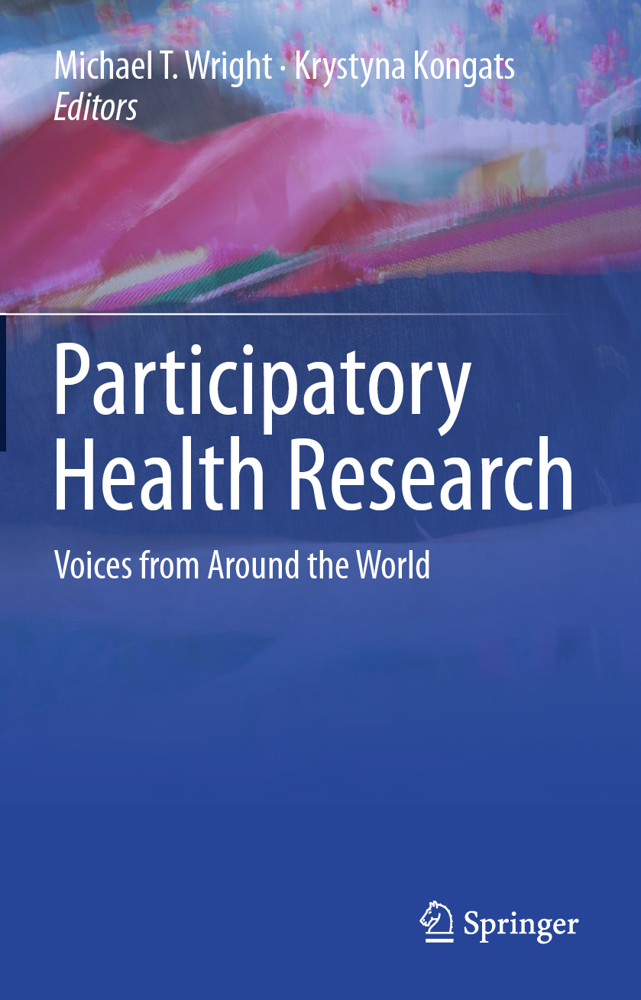 Michael T. Wright · Krystyna Kongats
Editors
Participatory
Health Research
Voices from Around the World
Springer